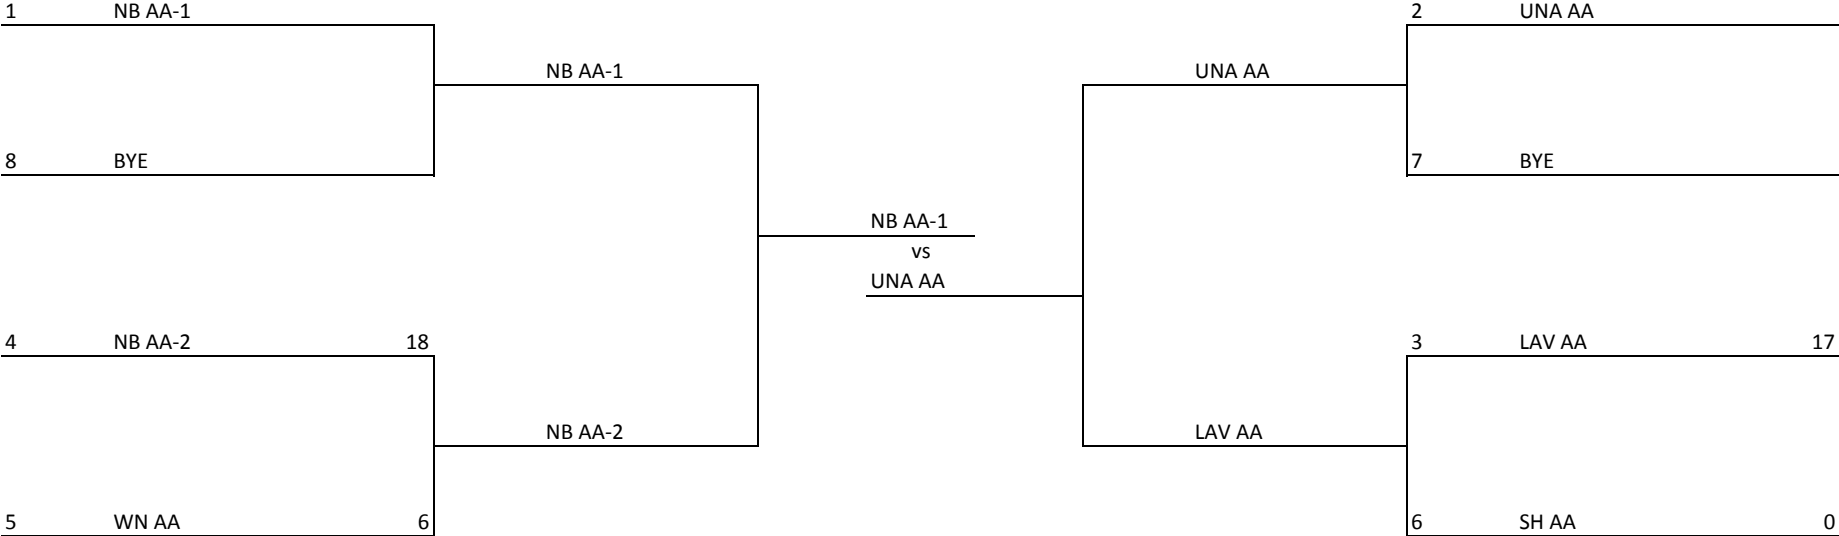 1 NB AA-1
2 UNA AA
NB AA-1
UNA AA
8 BYE
7 BYE
NB AA-1
vs
UNA AA
4 NB AA-2 18
3 LAV AA 17
NB AA-2
LAV AA
5 WN AA 6
6 SH AA 0